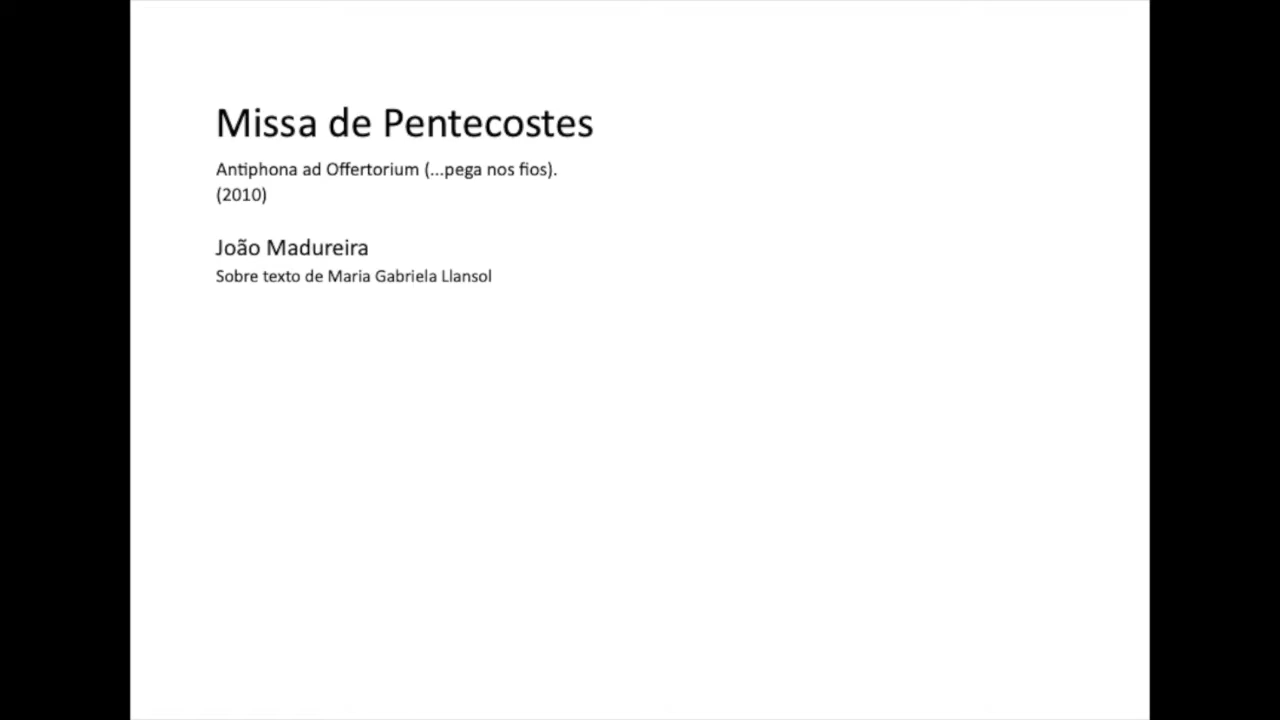 Missa de Pentecostes
Antiphona ad Offertorium (...pega nos fios).
(2010)
João Madureira
Sobre texto de Maria Gabriela Llansol